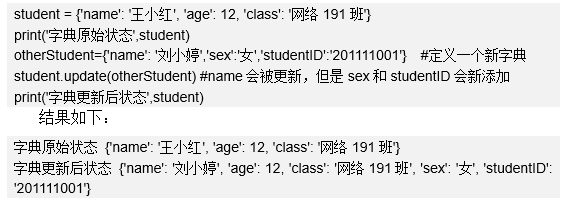 student = {'name': '王小红', 'age': 12, 'class': '网络 191 班'}
print('字典原始状态',student)
otherStudent={'name': '刘小婷','sex':'女','studentID':'201111001'}    #定义一个新字典
student.update(otherStudent) #name 会被更新，但是 sex 和 studentID 会新添加
print('字典更新后状态',student)
结果如下：
字典原始状态 {'name': '王小红', 'age': 12, 'class': '网络 191 班'}
字典更新后状态 {'name': '刘小婷', 'age': 12, 'class': '网络 191 班', 'sex': '女', 'studentID':
'201111001'}